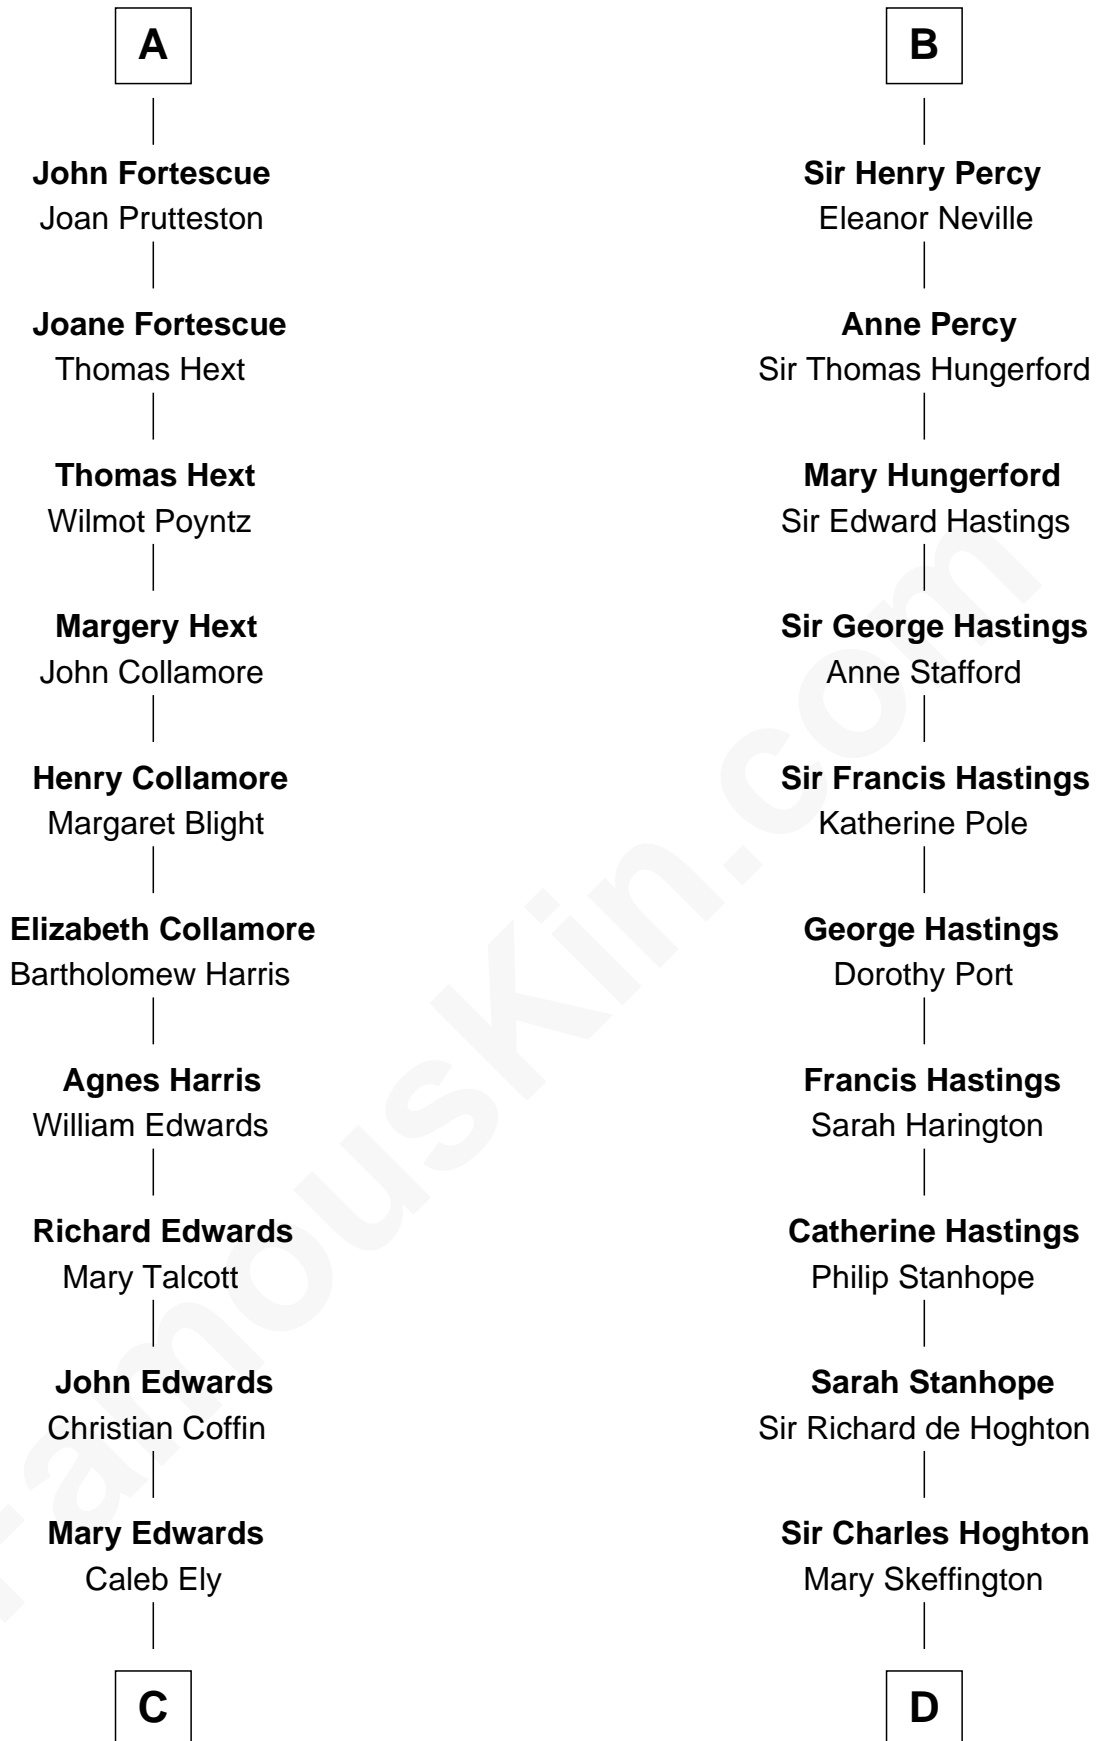 A
John Fortescue
Joan Prutteston
Joane Fortescue
Thomas Hext
Thomas Hext
Wilmot Poyntz
Margery Hext
John Collamore
Henry Collamore
Margaret Blight
Elizabeth Collamore
Bartholomew Harris
Agnes Harris
William Edwards
Richard Edwards
Mary Talcott
John Edwards
Christian Coffin
Mary Edwards
Caleb Ely
C
B
Sir Henry Percy
Eleanor Neville
Anne Percy
Sir Thomas Hungerford
Mary Hungerford
Sir Edward Hastings
Sir George Hastings
Anne Stafford
Sir Francis Hastings
Katherine Pole
George Hastings
Dorothy Port
Francis Hastings
Sarah Harington
Catherine Hastings
Philip Stanhope
Sarah Stanhope
Sir Richard de Hoghton
Sir Charles Hoghton
Mary Skeffington
D
FamousKin.com